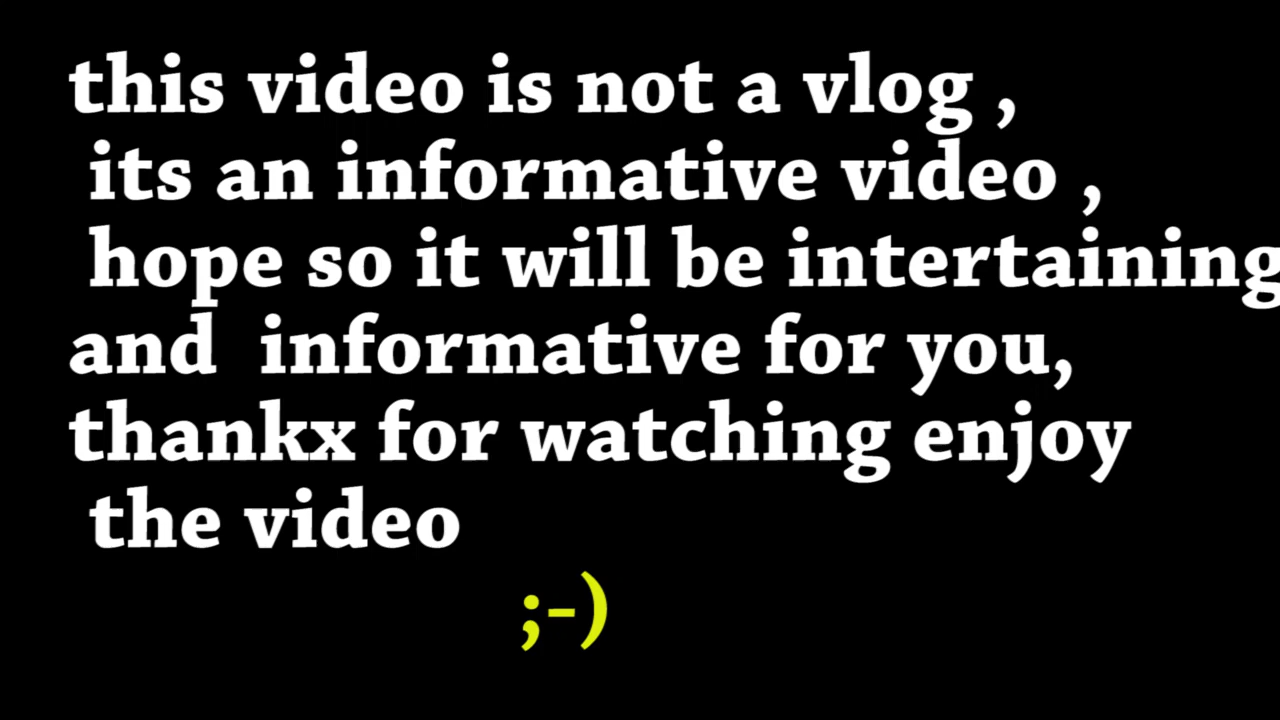 this video is not a vlog ,
its an informative video ,
hope so it will be intertaining
and informative for you,
thankx for watching enjoy
the video
;-)